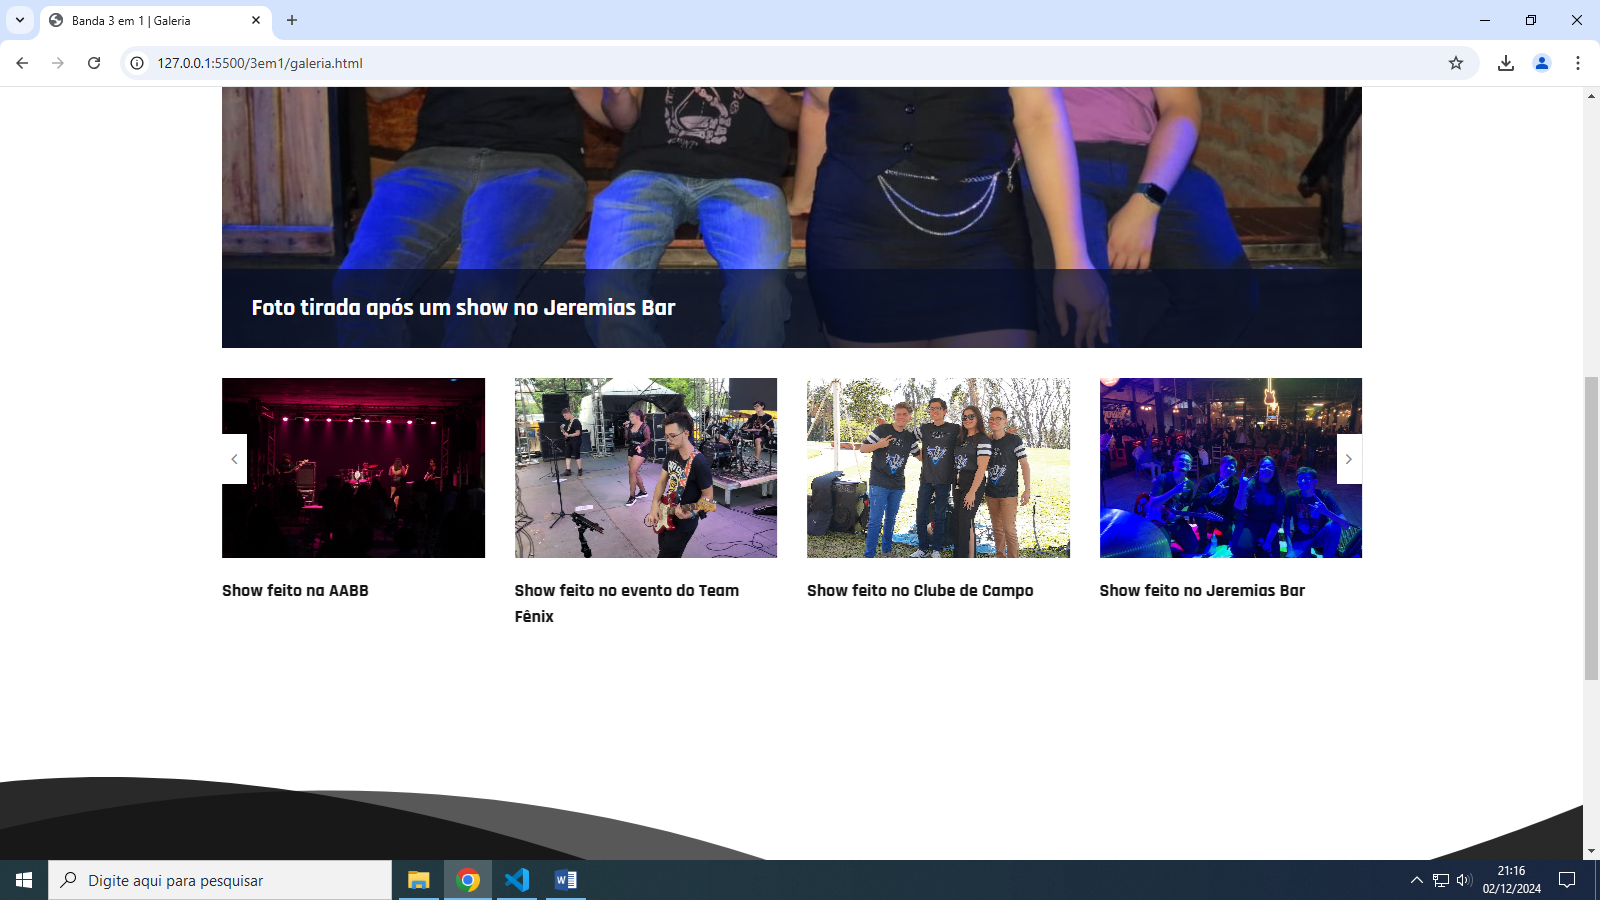 Banda 3 em 1 | Galeria
127.0.0.1:5500/3em1/galeria.html
Foto tirada após um show no Jeremias Bar
Show feito na AABB
Show feito no evento do Team
Fênix
Show feito no Clube de Campo
Show feito no Jeremias Bar
Digite aqui para pesquisar
21:16
02/12/2024